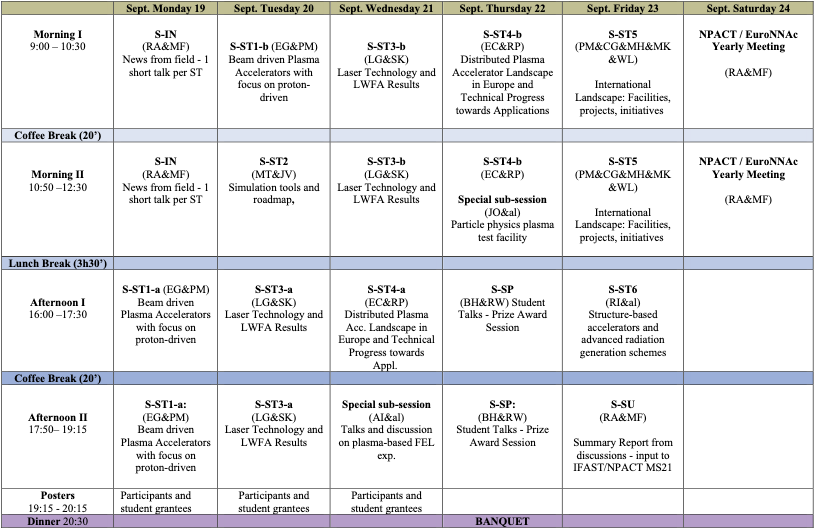 Sept. Monday 19 Sept. Tuesday 20 Sept. Wednesday 21 Sept. Thursday 22 Sept. Friday 23 Sept. Saturday 24
Morning I
9:00 – 10:30
S-IN
(RA&MF)
News from field - 1
short talk per ST
S-ST1-b (EG&PM)
Beam driven Plasma
Accelerators with
focus on proton-
driven
S-ST3-b
(LG&SK)
Laser Technology and
LWFA Results
S-ST4-b
(EC&RP)
Distributed Plasma
Accelerator Landscape
in Europe and
Technical Progress
towards Applications
S-ST5
(PM&CG&MH&MK
&WL)
International
Landscape: Facilities,
projects, initiatives
NPACT / EuroNNAc
Yearly Meeting
(RA&MF)
Coffee Break (20’)
Morning II
10:50 –12:30
S-IN
(RA&MF)
News from field - 1
short talk per ST
S-ST2
(MT&JV)
Simulation tools and
roadmap,
S-ST3-b
(LG&SK)
Laser Technology and
LWFA Results
S-ST4-b
(EC&RP)
Special sub-session
(JO&al)
Particle physics plasma
test facility
S-ST5
(PM&CG&MH&MK
&WL)
International
Landscape: Facilities,
projects, initiatives
NPACT / EuroNNAc
Yearly Meeting
(RA&MF)
Lunch Break (3h30’)
Afternoon I
16:00 –17:30
S-ST1-a (EG&PM)
Beam driven
Plasma Accelerators
with focus on
proton-driven
S-ST3-a
(LG&SK)
Laser Technology and
LWFA Results
S-ST4-a
(EC&RP)
Distributed Plasma
Acc. Landscape in
Europe and Technical
Progress towards
Appl.
S-SP
(BH&RW) Student
Talks - Prize Award
Session
S-ST6
(RI&al)
Structure-based
accelerators and
advanced radiation
generation schemes
Coffee Break (20’)
Afternoon II
17:50– 19:15
S-ST1-a:
(EG&PM)
Beam driven
Plasma Accelerators
with focus on
proton-driven
S-ST3-a
(LG&SK)
Laser Technology and
LWFA Results
Special sub-session
(AI&al)
Talks and discussion
on plasma-based FEL
exp.
S-SP:
(BH&RW)
Student Talks - Prize
Award Session
S-SU
(RA&MF)
Summary Report from
discussions - input to
IFAST/NPACT MS21
Posters
19:15 - 20:15
Participants and
student grantees
Participants and
student grantees
Participants and
student grantees
Dinner 20:30 BANQUET